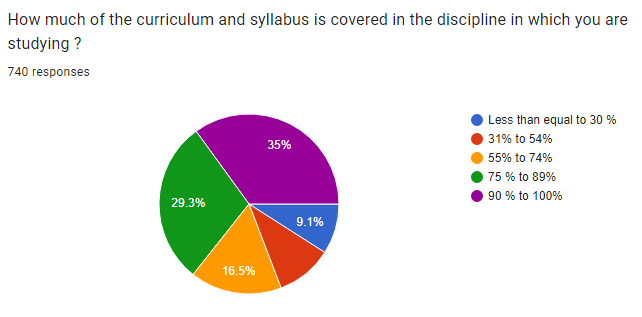 How much of the curriculum and syllabus is covered in the discipline in which you are
studying ?
740 responses
35%
29.3%
9.1%
16.5%
Less than equal to 30 %
31% to 54%
55% to 74%
75 % to 89%
90 % to 100%